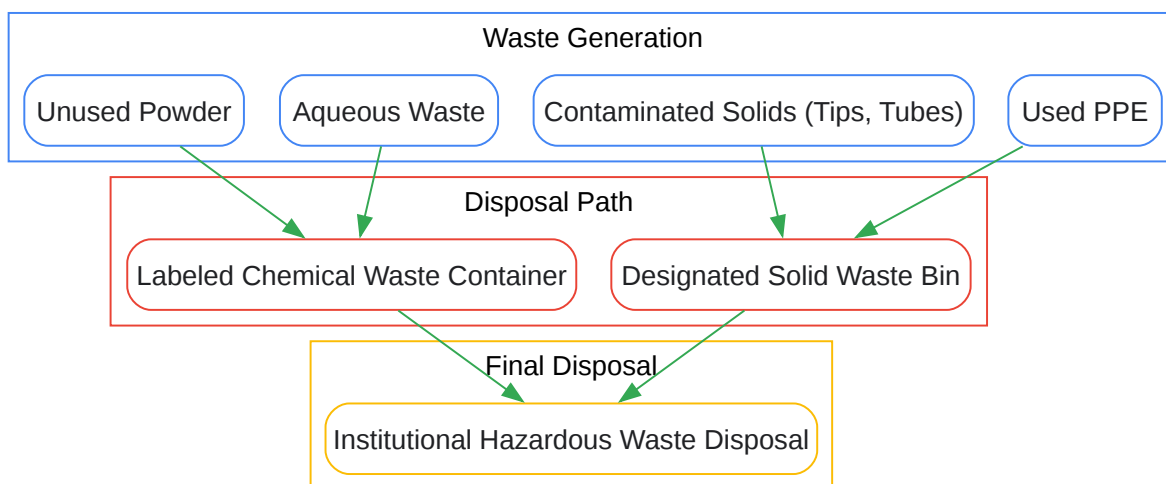 Waste Generation
Unused Powder
Aqueous Waste
Contaminated Solids (Tips, Tubes)
Used PPE
Disposal Path
Labeled Chemical Waste Container
Designated Solid Waste Bin
Final Disposal
Institutional Hazardous Waste Disposal